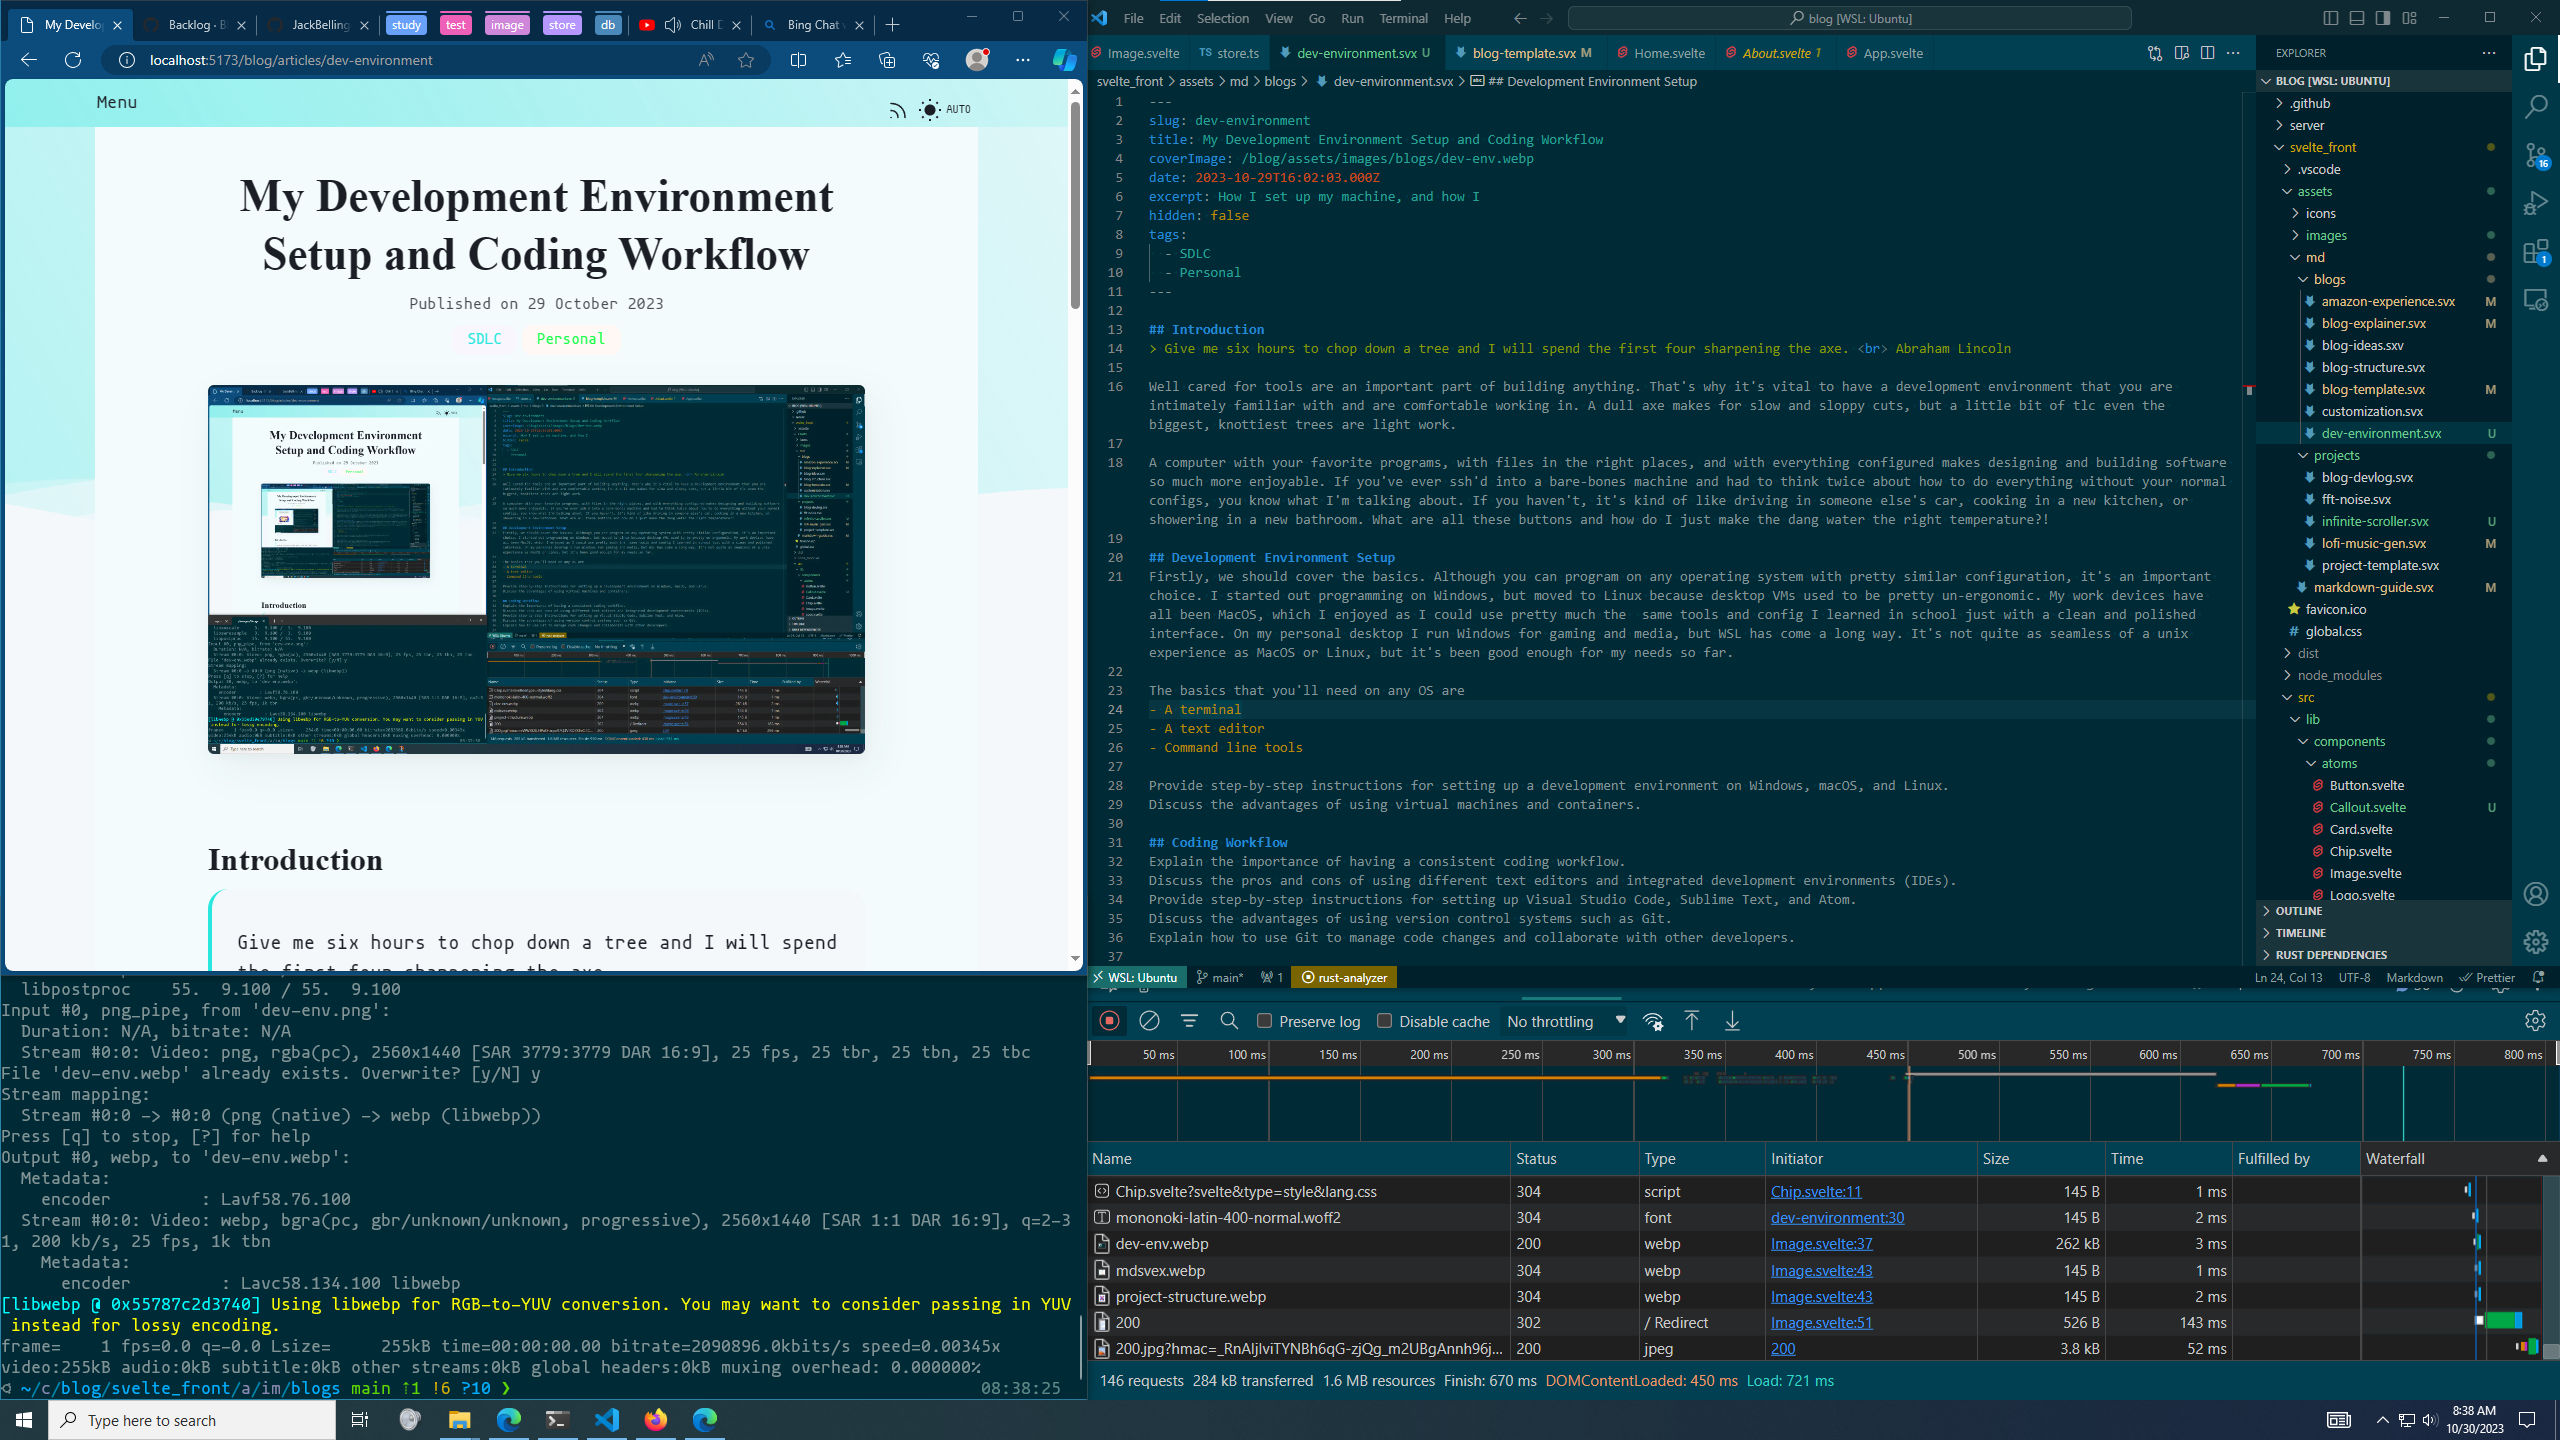 My Develo
Backlog · B
JackBelling
study
test
image
store
db
Chill D
Bing Chat
localhost:5173/blog/articles/dev-environment
Menu
AUTO
My Development Environment
Setup and Coding Workflow
Published on 29 October 2023
SDLC Personal
My Development Environment
Setup and Coding Workflow
Introduction
Introduction
Give me six hours to chop down a tree and I will spend
the first four sharpening the axe.
libpostproc 55. 9.100 / 55. 9.100
Input #0, png_pipe, from 'dev-env.png':
Duration: N/A, bitrate: N/A
Stream #0:0: Video: png, rgba(pc), 2560x1440 [SAR 3779:3779 DAR 16:9], 25 fps, 25 tbr, 25 tbn, 25 tbc
File 'dev-env.webp' already exists. Overwrite? [y/N] y
Stream mapping:
Stream #0:0 -> #0:0 (png (native) -> webp (libwebp))
Press [q] to stop, [?] for help
Output #0, webp, to 'dev-env.webp':
Metadata:
encoder : Lavf58.76.100
Stream #0:0: Video: webp, bgra(pc, gbr/unknown/unknown, progressive), 2560x1440 [SAR 1:1 DAR 16:9], q=2-3
1, 200 kb/s, 25 fps, 1k tbn
Metadata:
encoder : Lavc58.134.100 libwebp
[libwebp @ 0x55787c2d3740] Using libwebp for RGB-to-YUV conversion. You may want to consider passing in YUV
instead for lossy encoding.
frame= 1 fps=0.0 q=-0.0 Lsize= 255kB time=00:00:00.00 bitrate=2090896.0kbits/s speed=0.00345x
video:255kB audio:0kB subtitle:0kB other streams:0kB global headers:0kB muxing overhead: 0.000000%
~/c/blog/svelte_front/a/im/blogs main ⇡1 !6 ?10 ❯ 08:38:25
File Edit Selection View Go Run Terminal Help
blog [WSL: Ubuntu]
Image.svelte
TS store.ts
dev-environment.svx U
blog-template.svx M
Home.svelte
About.svelte 1
App.svelte
svelte_front > assets > md > blogs > dev-environment.svx > ## Development Environment Setup
1 ---
2 slug: dev-environment
3 title: My Development Environment Setup and Coding Workflow
4 coverImage: /blog/assets/images/blogs/dev-env.webp
5 date: 2023-10-29T16:02:03.000Z
6 excerpt: How I set up my machine, and how I
7 hidden: false
8 tags:
9 - SDLC
10 - Personal
11 ---
12
13 ## Introduction
14 > Give me six hours to chop down a tree and I will spend the first four sharpening the axe. <br> Abraham Lincoln
15
16 Well cared for tools are an important part of building anything. That's why it's vital to have a development environment that you are
intimately familiar with and are comfortable working in. A dull axe makes for slow and sloppy cuts, but a little bit of tlc even the
biggest, knottiest trees are light work.
17
18 A computer with your favorite programs, with files in the right places, and with everything configured makes designing and building software
so much more enjoyable. If you've ever ssh'd into a bare-bones machine and had to think twice about how to do everything without your normal
configs, you know what I'm talking about. If you haven't, it's kind of like driving in someone else's car, cooking in a new kitchen, or
showering in a new bathroom. What are all these buttons and how do I just make the dang water the right temperature?!
19
20 ## Development Environment Setup
21 Firstly, we should cover the basics. Although you can program on any operating system with pretty similar configuration, it's an important
choice. I started out programming on Windows, but moved to Linux because desktop VMs used to be pretty un-ergonomic. My work devices have
all been MacOS, which I enjoyed as I could use pretty much the same tools and config I learned in school just with a clean and polished
interface. On my personal desktop I run Windows for gaming and media, but WSL has come a long way. It's not quite as seamless of a unix
experience as MacOS or Linux, but it's been good enough for my needs so far.
22
23 The basics that you'll need on any OS are
24 - A terminal
25 - A text editor
26 - Command line tools
27
28 Provide step-by-step instructions for setting up a development environment on Windows, macOS, and Linux.
29 Discuss the advantages of using virtual machines and containers.
30
31 ## Coding Workflow
32 Explain the importance of having a consistent coding workflow.
33 Discuss the pros and cons of using different text editors and integrated development environments (IDEs).
34 Provide step-by-step instructions for setting up Visual Studio Code, Sublime Text, and Atom.
35 Discuss the advantages of using version control systems such as Git.
36 Explain how to use Git to manage code changes and collaborate with other developers.
37
WSL: Ubuntu main* 1 rust-analyzer
Ln 24, Col 13 UTF-8 Markdown Prettier
EXPLORER
BLOG [WSL: UBUNTU]
.github
server
svelte_front
.vscode
assets
icons
images
md
blogs
amazon-experience.svx M
blog-explainer.svx M
blog-ideas.sxv
blog-structure.svx
blog-template.svx M
customization.svx
dev-environment.svx U
projects
blog-devlog.svx
fft-noise.svx
infinite-scroller.svx U
lofi-music-gen.svx M
project-template.svx
markdown-guide.svx M
favicon.ico
# global.css
dist
node_modules
src
lib
components
atoms
Button.svelte
Callout.svelte U
Card.svelte
Chip.svelte
Image.svelte
Logo.svelte
OUTLINE
TIMELINE
RUST DEPENDENCIES
16
1
Preserve log Disable cache No throttling
50 ms 100 ms 150 ms 200 ms 250 ms 300 ms 350 ms 400 ms 450 ms 500 ms 550 ms 600 ms 650 ms 700 ms 750 ms 800 ms
Name Status Type Initiator Size Time Fulfilled by Waterfall
Chip.svelte?svelte&type=style&lang.css 304 script Chip.svelte:11 145 B 1 ms
mononoki-latin-400-normal.woff2 304 font dev-environment:30 145 B 2 ms
dev-env.webp 200 webp Image.svelte:37 262 kB 3 ms
mdsvex.webp 304 webp Image.svelte:43 145 B 1 ms
project-structure.webp 304 webp Image.svelte:43 145 B 2 ms
200 302 / Redirect Image.svelte:51 526 B 143 ms
200.jpg?hmac=_RnAljlviTYNBh6qG-zjQg_m2UBgAnnh96j... 200 jpeg 200 3.8 kB 52 ms
146 requests 284 kB transferred 1.6 MB resources Finish: 670 ms DOMContentLoaded: 450 ms Load: 721 ms
Type here to search
8:38 AM
10/30/2023